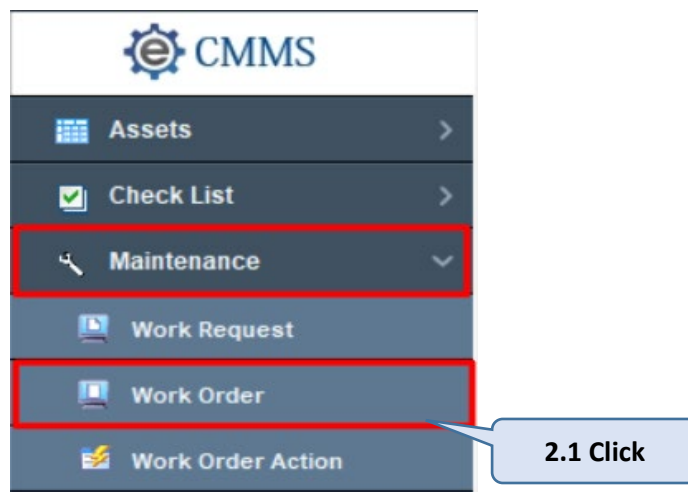 e CMMS
Assets
Check List
Maintenance
Work Request
Work Order
2.1 Click
Work Order Action